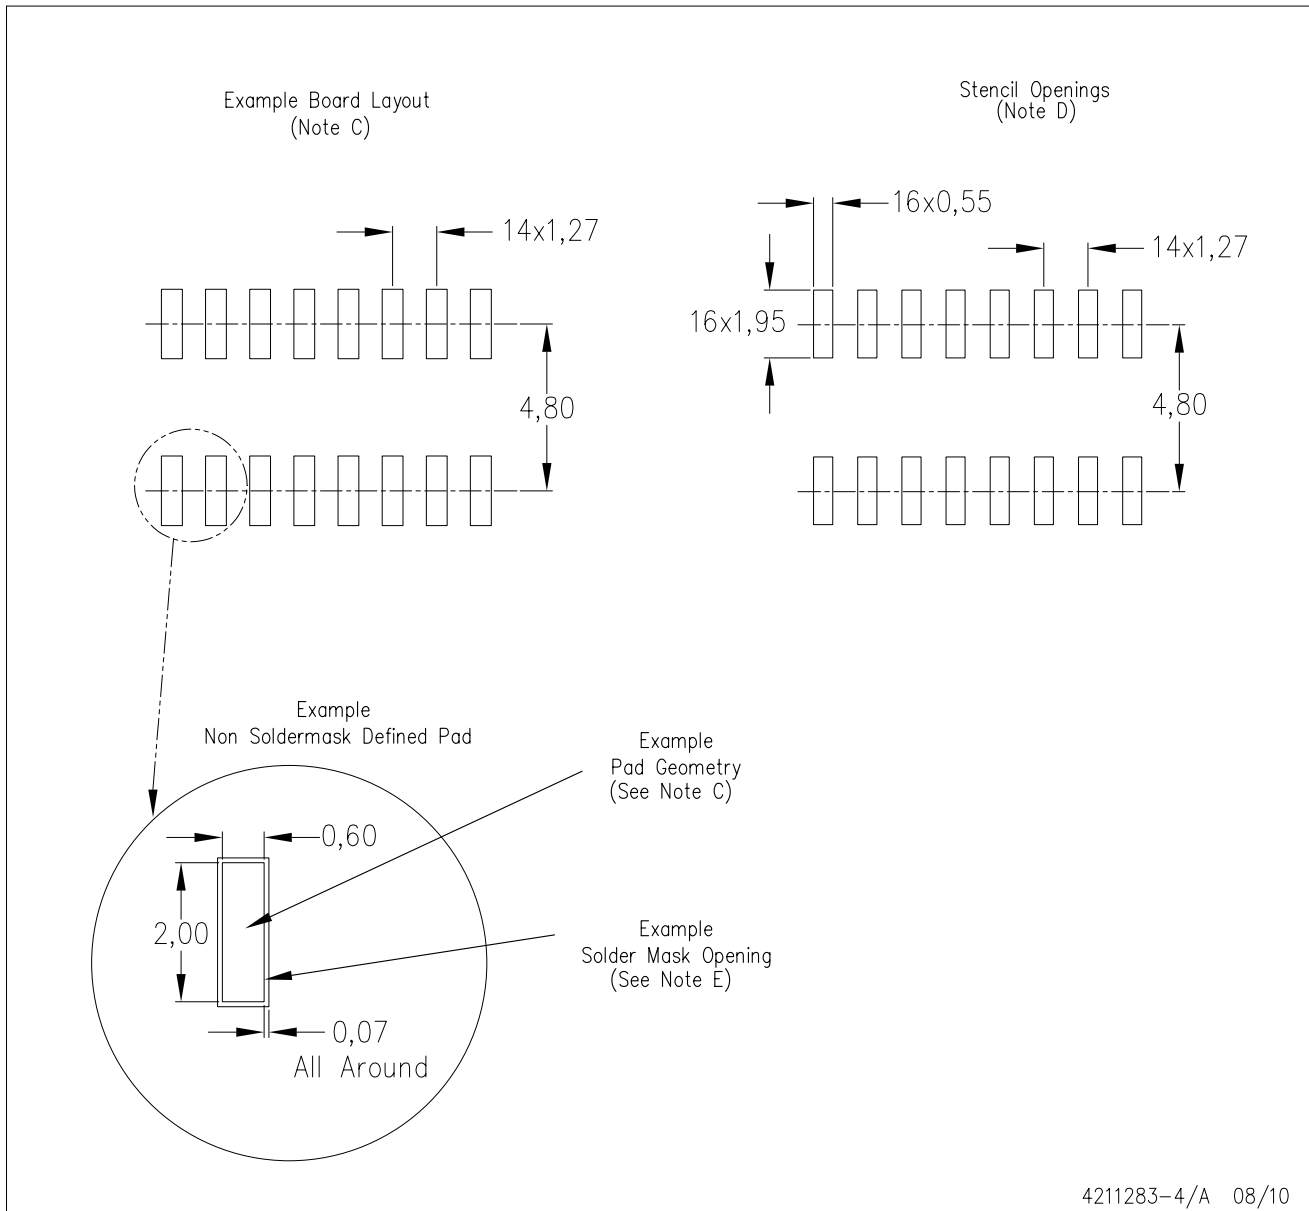 Example Board Layout
(Note C)
Stencil Openings
(Note D)
14x1,27
4,80
16x0,55
14x1,27
16x1,95
4,80
Example
Non Soldermask Defined Pad
Example
Pad Geometry
(See Note C)
0,60
2,00
Example
Solder Mask Opening
(See Note E)
0,07
All Around
4211283-4/A 08/10